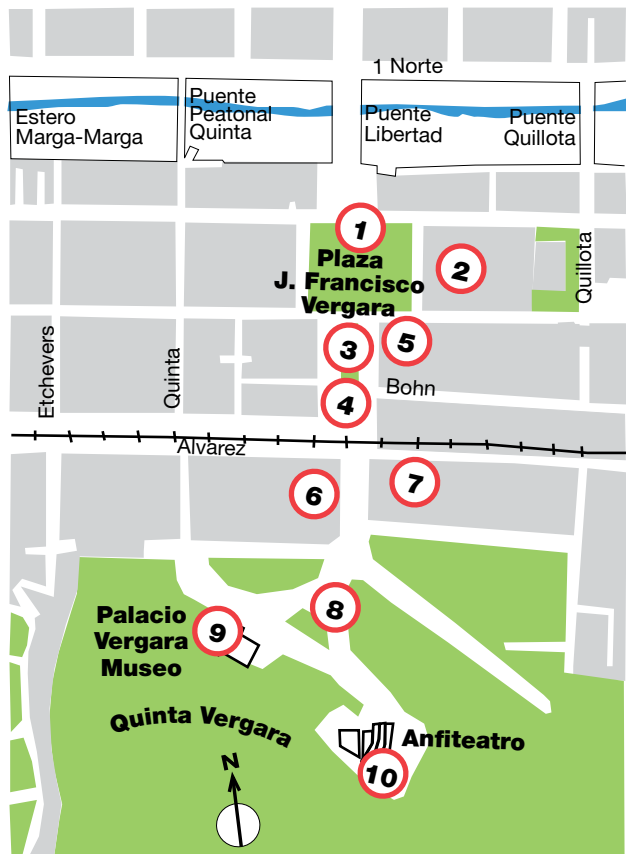 1 Norte
Estero
Marga-Marga
Puente
Peatonal
Quinta
Puente
Libertad
Puente
Quillota
1
Plaza
J. Francisco
Vergara
2
Quillota
3
5
Etchevers
Quinta
4
Bohn
Alvarez
6
7
8
Palacio
Vergara
Museo
9
Quinta Vergara
Anfiteatro
10
N